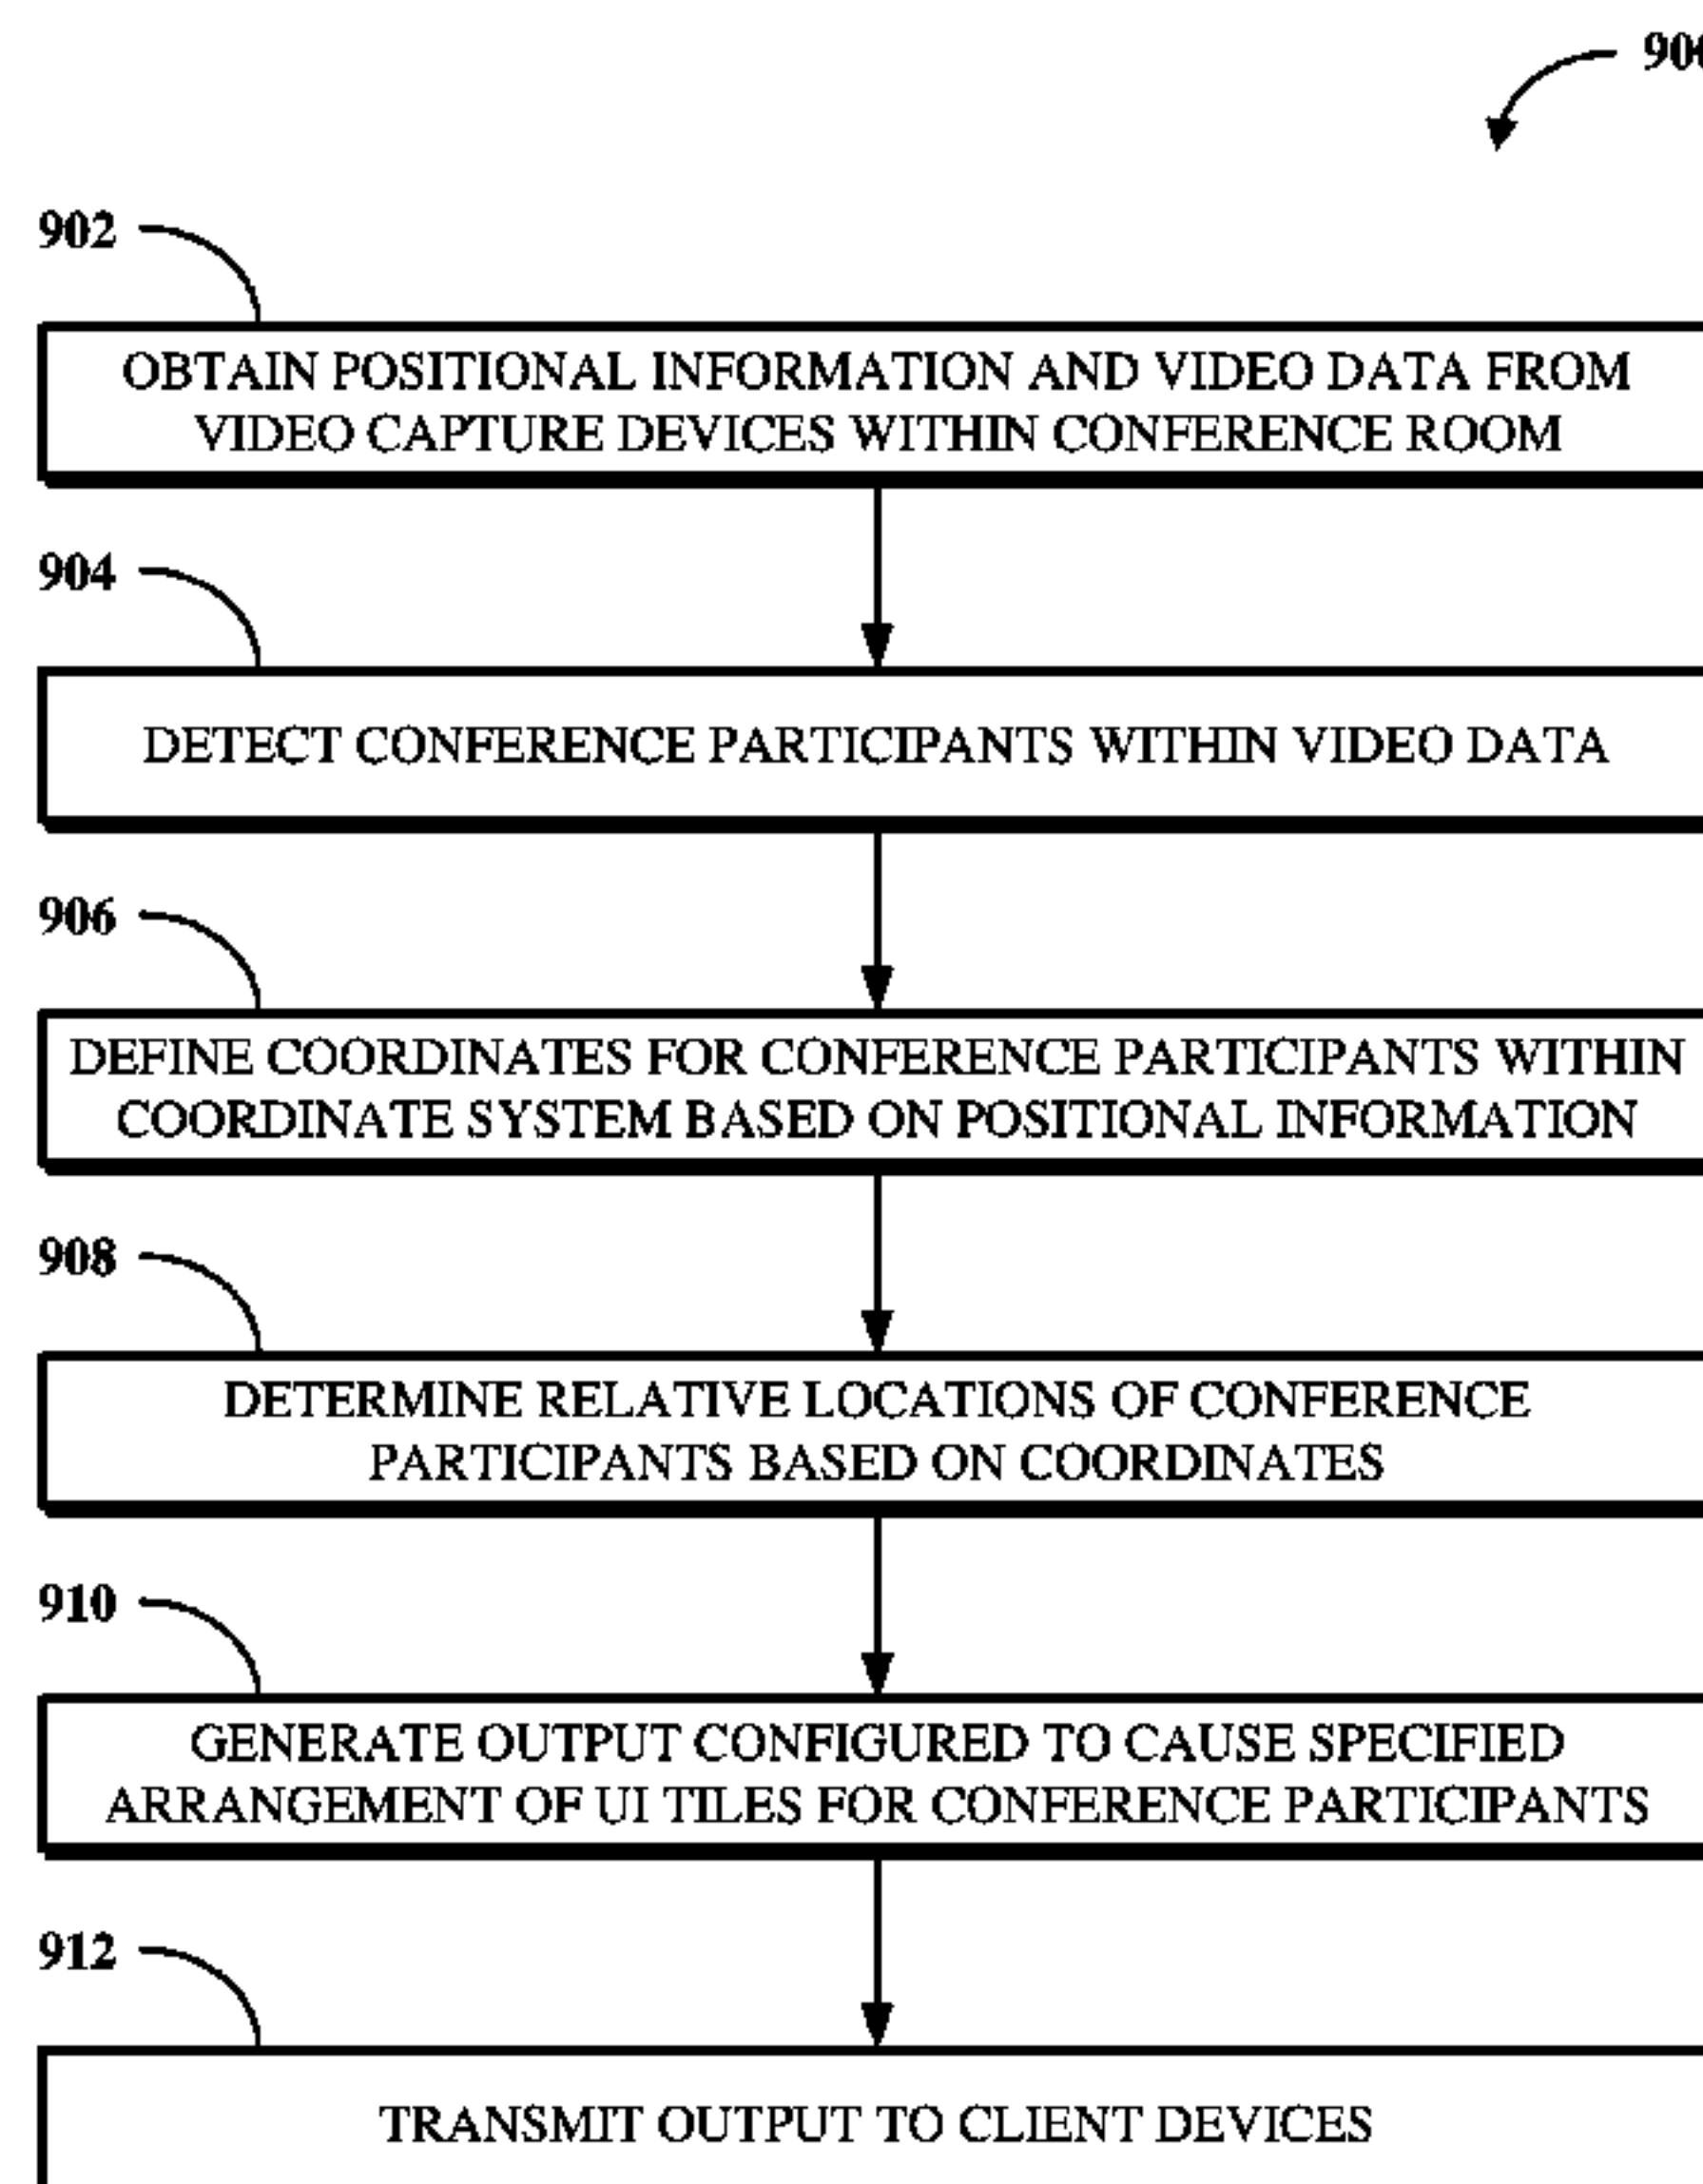 900
902
OBTAIN POSITIONAL INFORMATION AND VIDEO DATA FROM
VIDEO CAPTURE DEVICES WITHIN CONFERENCE ROOM
904
DETECT CONFERENCE PARTICIPANTS WITHIN VIDEO DATA
906
DEFINE COORDINATES FOR CONFERENCE PARTICIPANTS WITHIN
COORDINATE SYSTEM BASED ON POSITIONAL INFORMATION
908
DETERMINE RELATIVE LOCATIONS OF CONFERENCE
PARTICIPANTS BASED ON COORDINATES
910
GENERATE OUTPUT CONFIGURED TO CAUSE SPECIFIED
ARRANGEMENT OF UI TILES FOR CONFERENCE PARTICIPANTS
912
TRANSMIT OUTPUT TO CLIENT DEVICES